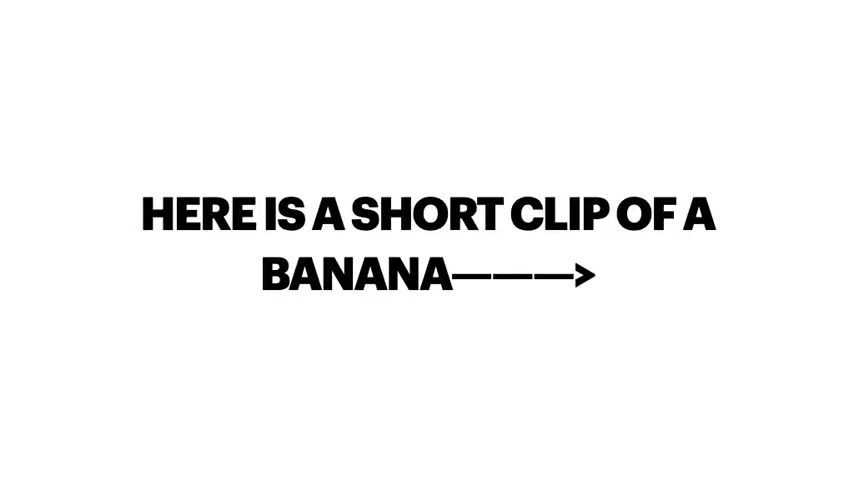 HERE IS A SHORT CLIP OF A
BANANA———>